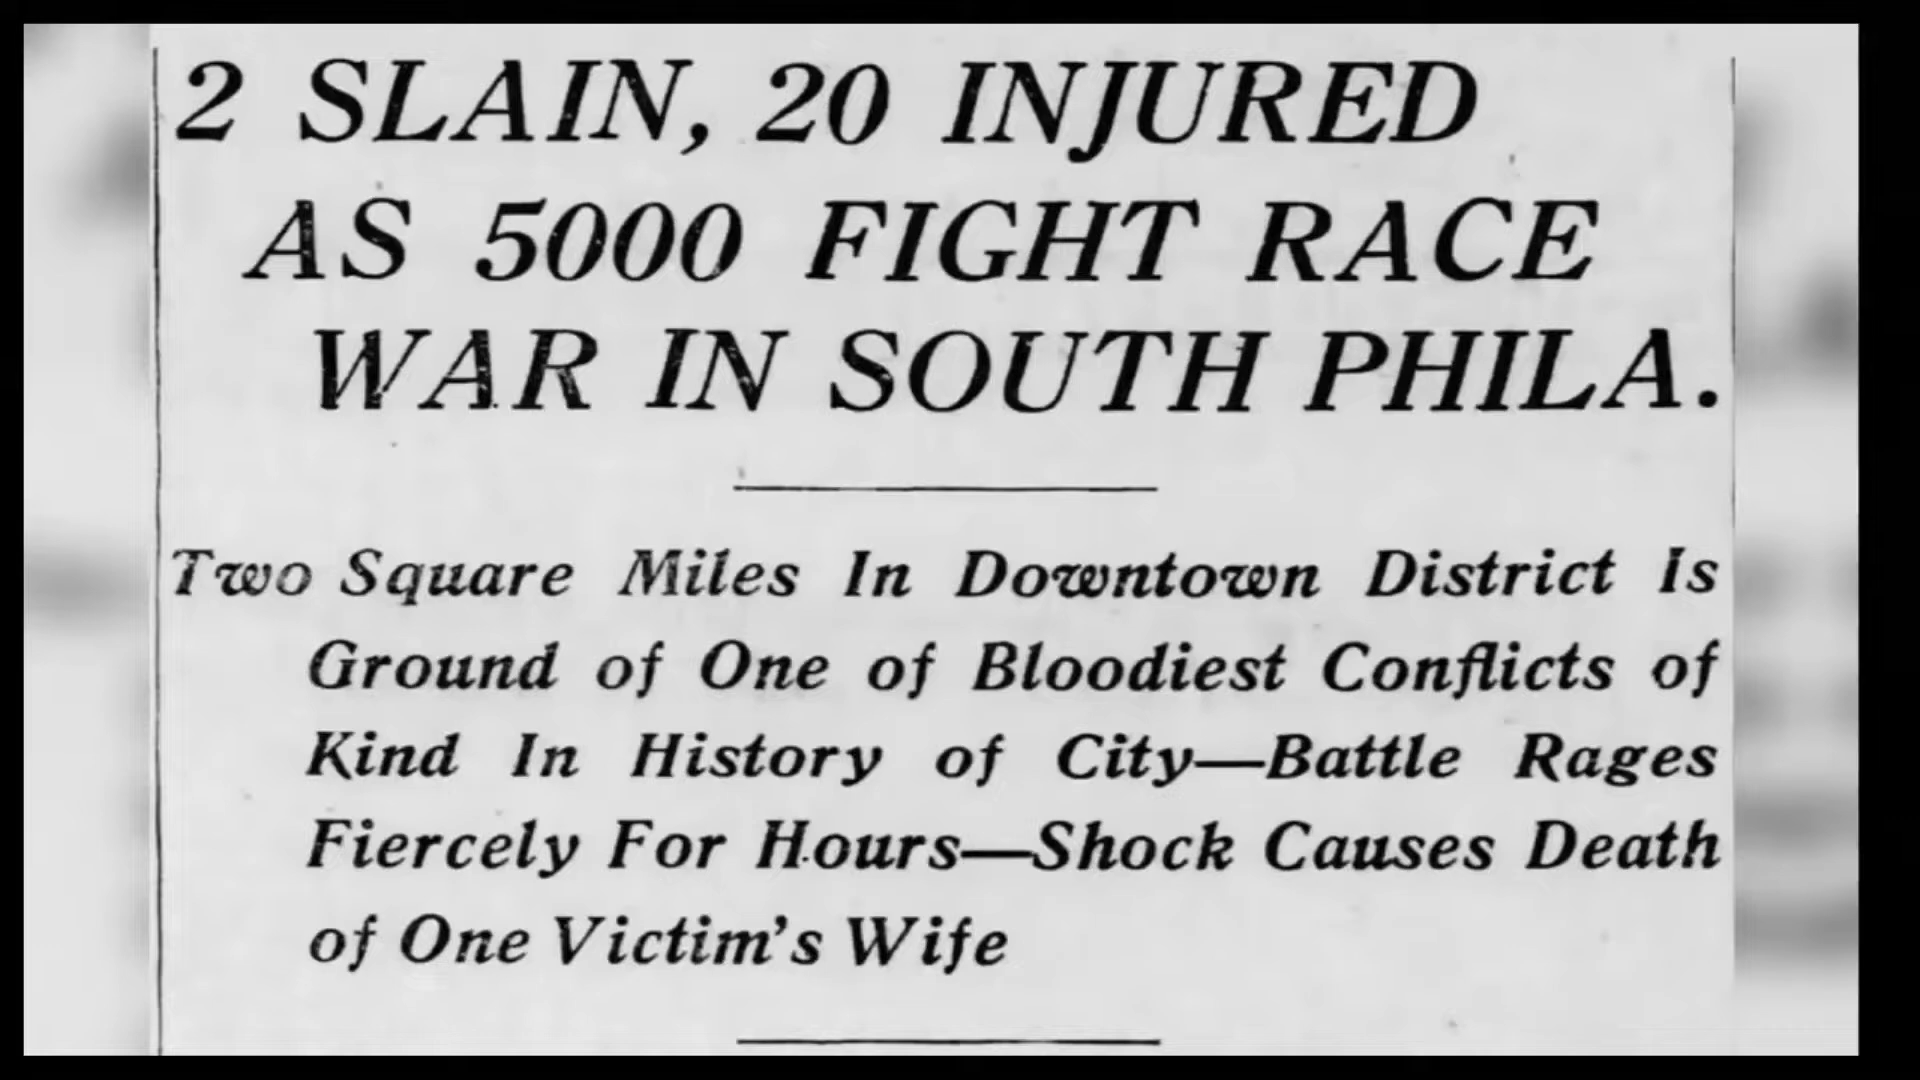 2 SLAIN, 20 INJURED
AS 5000 FIGHT RACE
WAR IN SOUTH PHILA.
Two Square Miles In Downtown District Is
Ground of One of Bloodiest Conflicts of
Kind In History of City—Battle Rages
Fiercely For Hours—Shock Causes Death
of One Victim's Wife